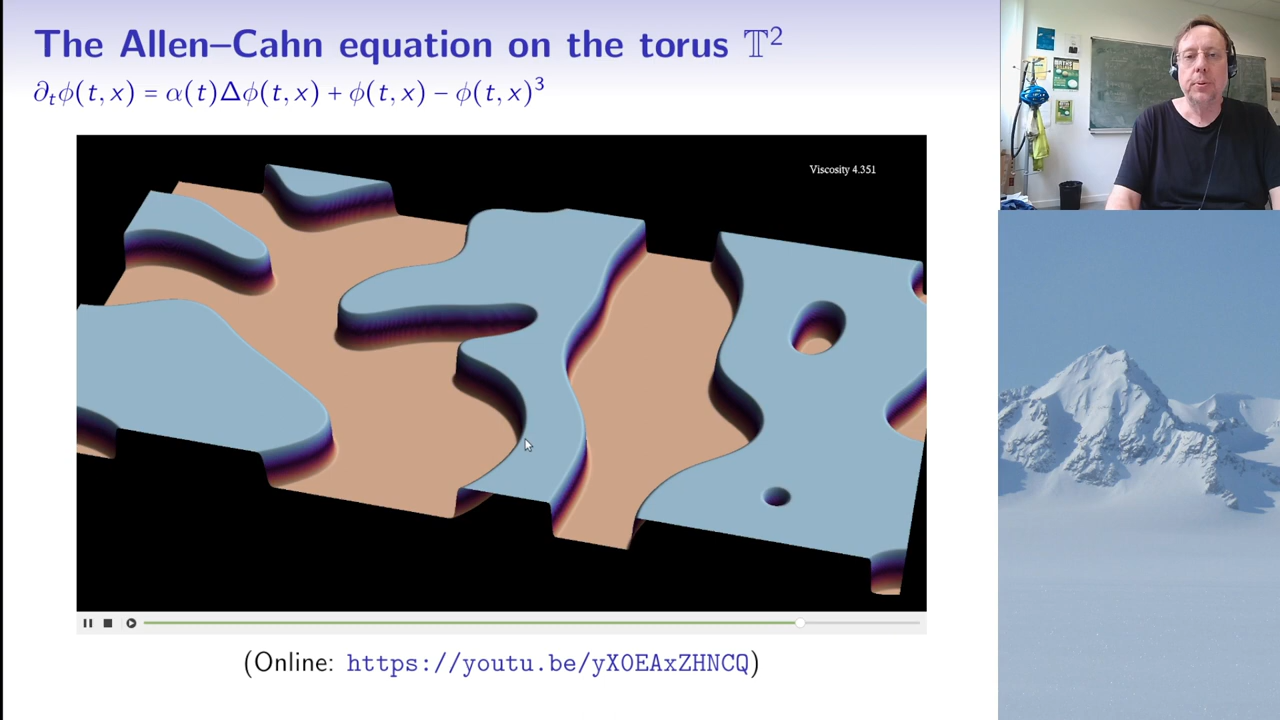 The Allen–Cahn equation on the torus 𝕋²
∂ₜϕ(t, x) = α(t)Δϕ(t, x) + ϕ(t, x) − ϕ(t, x)³
Viscosity 4.351
(Online: https://youtu.be/yX0EAxZHNCQ)